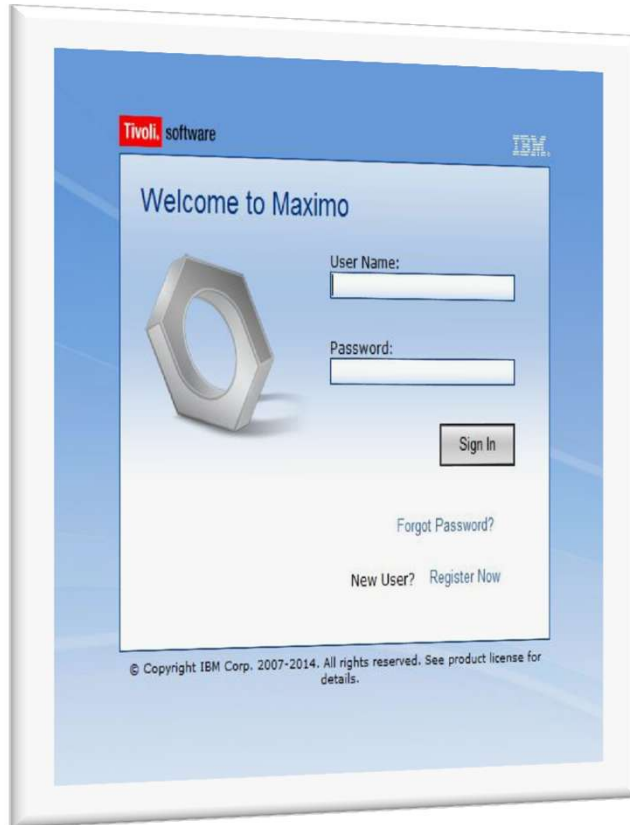 Tivoli. software
IBM.
Welcome to Maximo
User Name:
Password:
Sign In
Forgot Password?
New User? Register Now
© Copyright IBM Corp. 2007-2014. All rights reserved. See product license for
details.